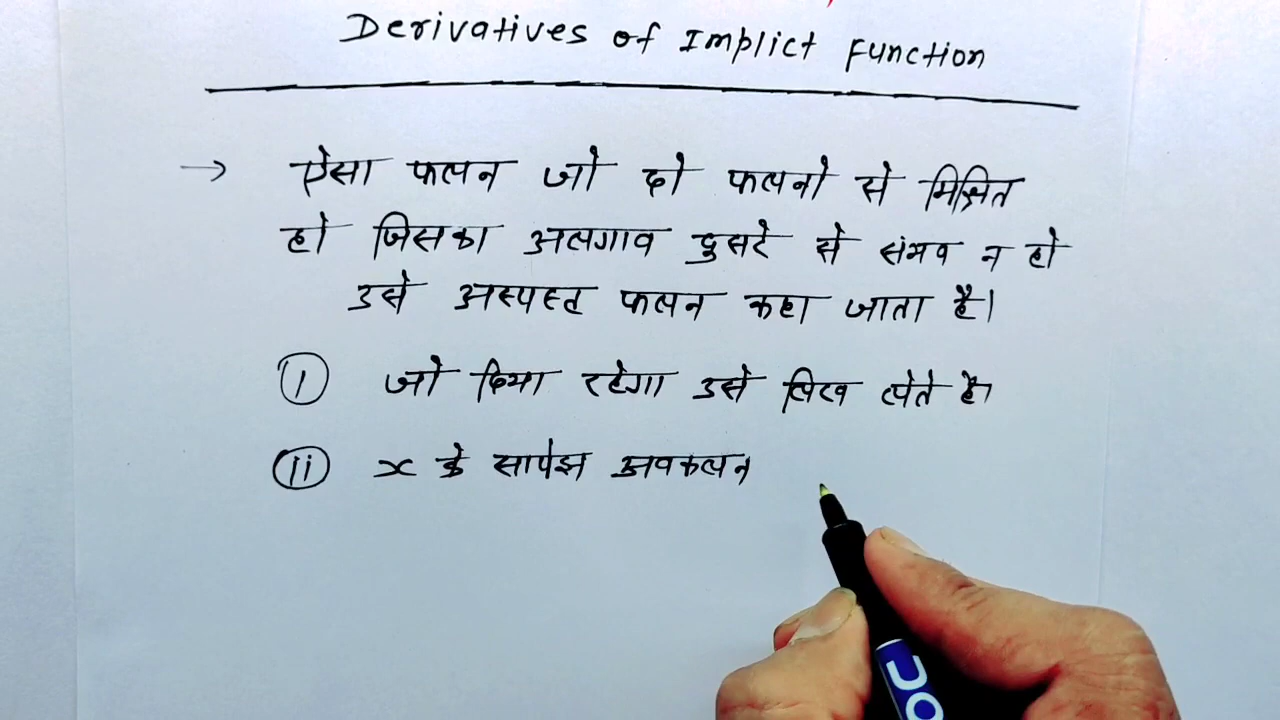 Derivatives of Implict Function
→ ऐसा फलन जो दो फलनो से मिश्रित
हो जिसका अलगाव दुसरे से संभव न हो
उसे अस्पस्ट फलन कहा जाता है।
(i) जो दिया रहेगा उसे लिख लेते है।
(ii) x के सापेक्ष अवकलन